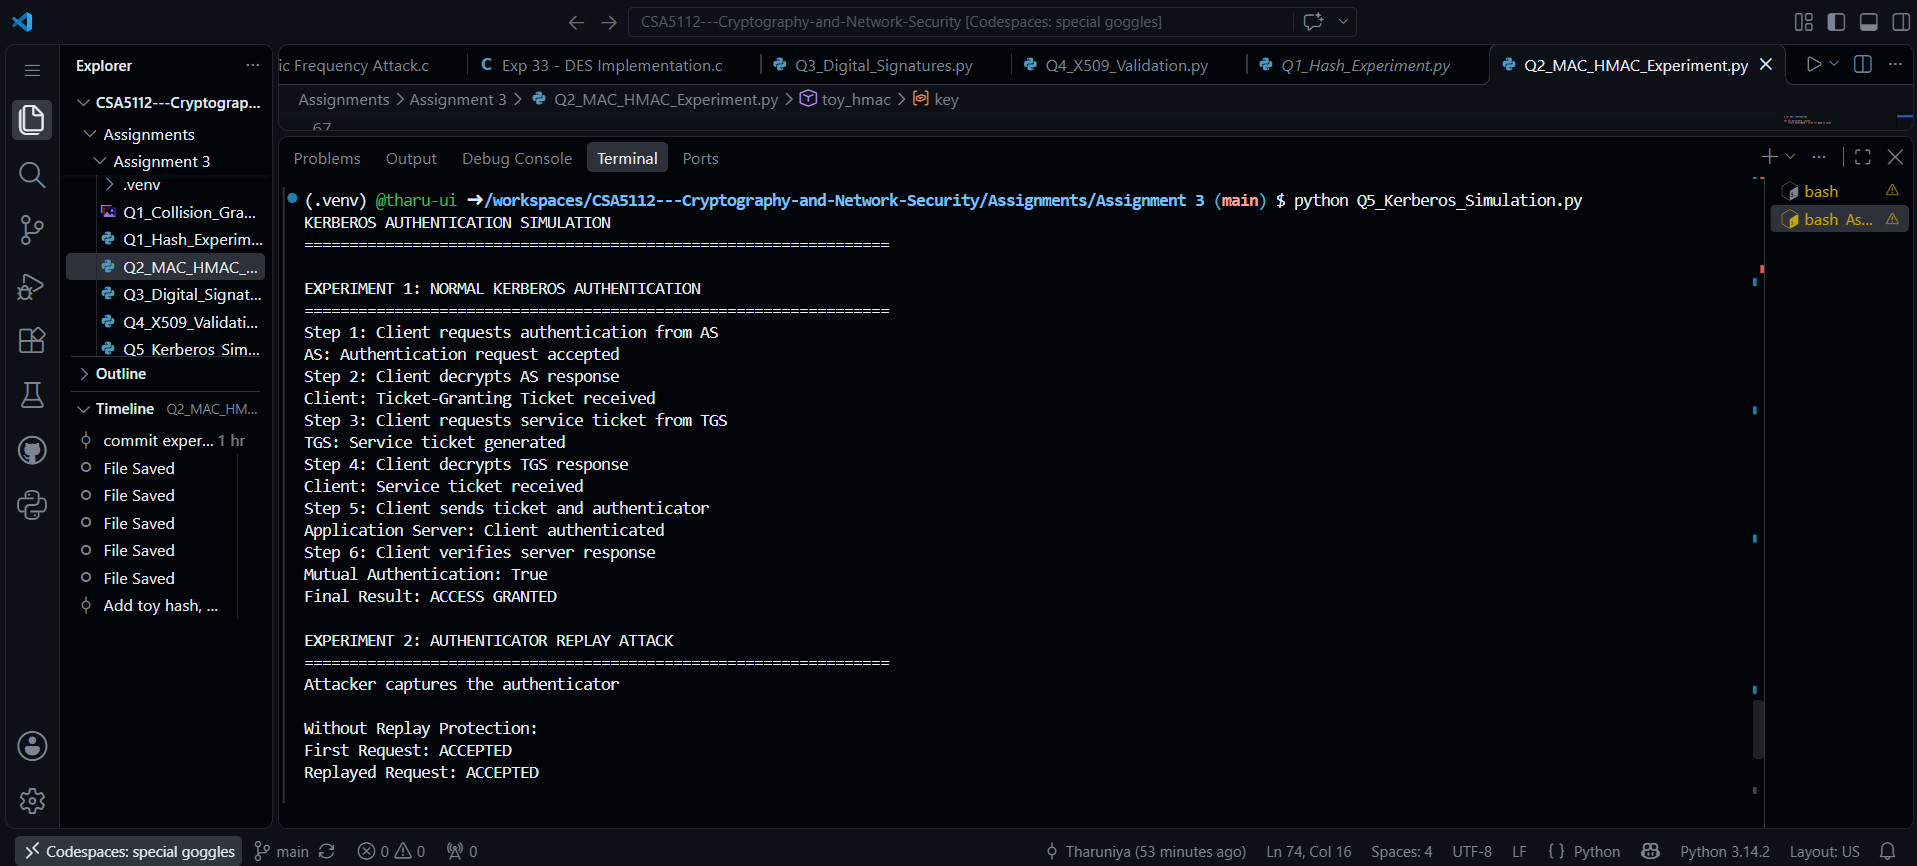 CSA5112---Cryptography-and-Network-Security [Codespaces: special goggles]
Explorer
ic Frequency Attack.c
C Exp 33 - DES Implementation.c
Q3_Digital_Signatures.py
Q4_X509_Validation.py
Q1_Hash_Experiment.py
Q2_MAC_HMAC_Experiment.py
CSA5112---Cryptograp...
Assignments
Assignment 3
.venv
Q1_Collision_Gra...
Q1_Hash_Experim...
Q2_MAC_HMAC_...
Q3_Digital_Signat...
Q4_X509_Validati...
Q5_Kerberos_Sim...
Outline
Timeline Q2_MAC_HM...
commit exper... 1 hr
File Saved
File Saved
File Saved
File Saved
File Saved
Add toy hash, ...
Assignments > Assignment 3 > Q2_MAC_HMAC_Experiment.py > toy_hmac > key
67
Problems Output Debug Console Terminal Ports
bash
bash As...
(.venv) @tharu-ui ➜/workspaces/CSA5112---Cryptography-and-Network-Security/Assignments/Assignment 3 (main) $ python Q5_Kerberos_Simulation.py
KERBEROS AUTHENTICATION SIMULATION
=================================================================
EXPERIMENT 1: NORMAL KERBEROS AUTHENTICATION
=================================================================
Step 1: Client requests authentication from AS
AS: Authentication request accepted
Step 2: Client decrypts AS response
Client: Ticket-Granting Ticket received
Step 3: Client requests service ticket from TGS
TGS: Service ticket generated
Step 4: Client decrypts TGS response
Client: Service ticket received
Step 5: Client sends ticket and authenticator
Application Server: Client authenticated
Step 6: Client verifies server response
Mutual Authentication: True
Final Result: ACCESS GRANTED
EXPERIMENT 2: AUTHENTICATOR REPLAY ATTACK
=================================================================
Attacker captures the authenticator
Without Replay Protection:
First Request: ACCEPTED
Replayed Request: ACCEPTED
Codespaces: special goggles main 0 0 0 Tharuniya (53 minutes ago) Ln 74, Col 16 Spaces: 4 UTF-8 LF {} Python Python 3.14.2 Layout: US